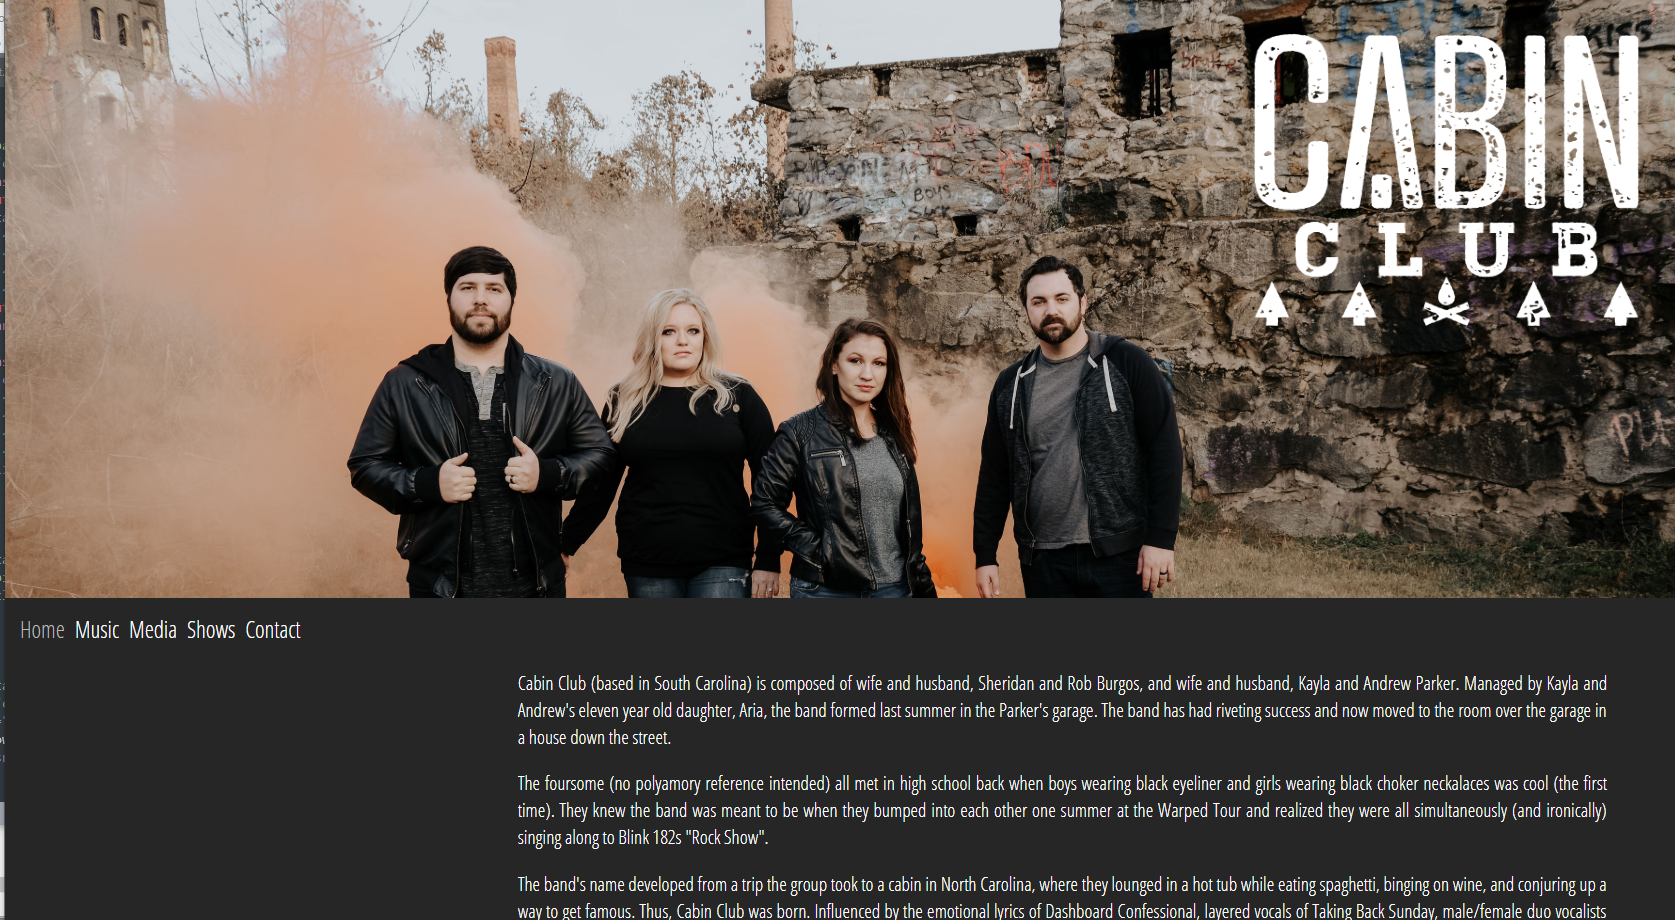 CABIN
CLUB
BOYS
Home Music Media Shows Contact
Cabin Club (based in South Carolina) is composed of wife and husband, Sheridan and Rob Burgos, and wife and husband, Kayla and Andrew Parker. Managed by Kayla and
Andrew's eleven year old daughter, Aria, the band formed last summer in the Parker's garage. The band has had riveting success and now moved to the room over the garage in
a house down the street.
The foursome (no polyamory reference intended) all met in high school back when boys wearing black eyeliner and girls wearing black choker neckalaces was cool (the first
time). They knew the band was meant to be when they bumped into each other one summer at the Warped Tour and realized they were all simultaneously (and ironically)
singing along to Blink 182s "Rock Show".
The band's name developed from a trip the group took to a cabin in North Carolina, where they lounged in a hot tub while eating spaghetti, binging on wine, and conjuring up a
way to get famous. Thus, Cabin Club was born. Influenced by the emotional lyrics of Dashboard Confessional, layered vocals of Taking Back Sunday, male/female duo vocalists